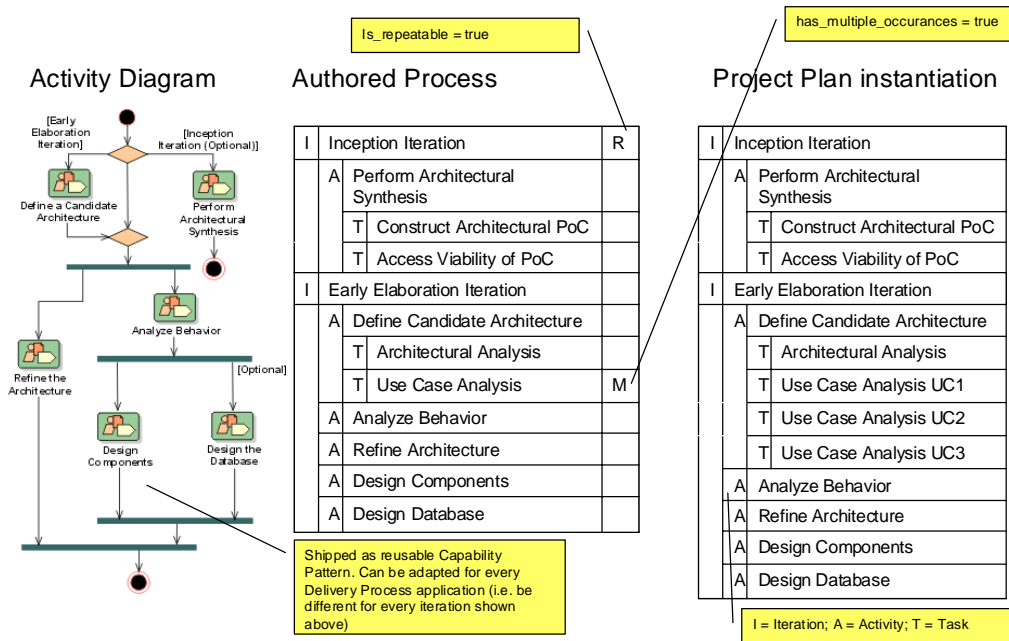 Is_repeatable = true
has_multiple_occurances = true
Activity Diagram
[Early
Elaboration
Iteration]
[Inception
Iteration (Optional)]
Define a Candidate
Architecture
Perform
Architectural
Synthesis
Analyze Behavior
Refine the
Architecture
[Optional]
Design
Components
Design the
Database
Authored Process
I Inception Iteration R
A Perform Architectural
Synthesis
T Construct Architectural PoC
T Access Viability of PoC
I Early Elaboration Iteration
A Define Candidate Architecture
T Architectural Analysis
T Use Case Analysis M
A Analyze Behavior
A Refine Architecture
A Design Components
A Design Database
Shipped as reusable Capability
Pattern. Can be adapted for every
Delivery Process application (i.e. be
different for every iteration shown
above)
Project Plan instantiation
I Inception Iteration
A Perform Architectural
Synthesis
T Construct Architectural PoC
T Access Viability of PoC
I Early Elaboration Iteration
A Define Candidate Architecture
T Architectural Analysis
T Use Case Analysis UC1
T Use Case Analysis UC2
T Use Case Analysis UC3
A Analyze Behavior
A Refine Architecture
A Design Components
A Design Database
I = Iteration; A = Activity; T = Task